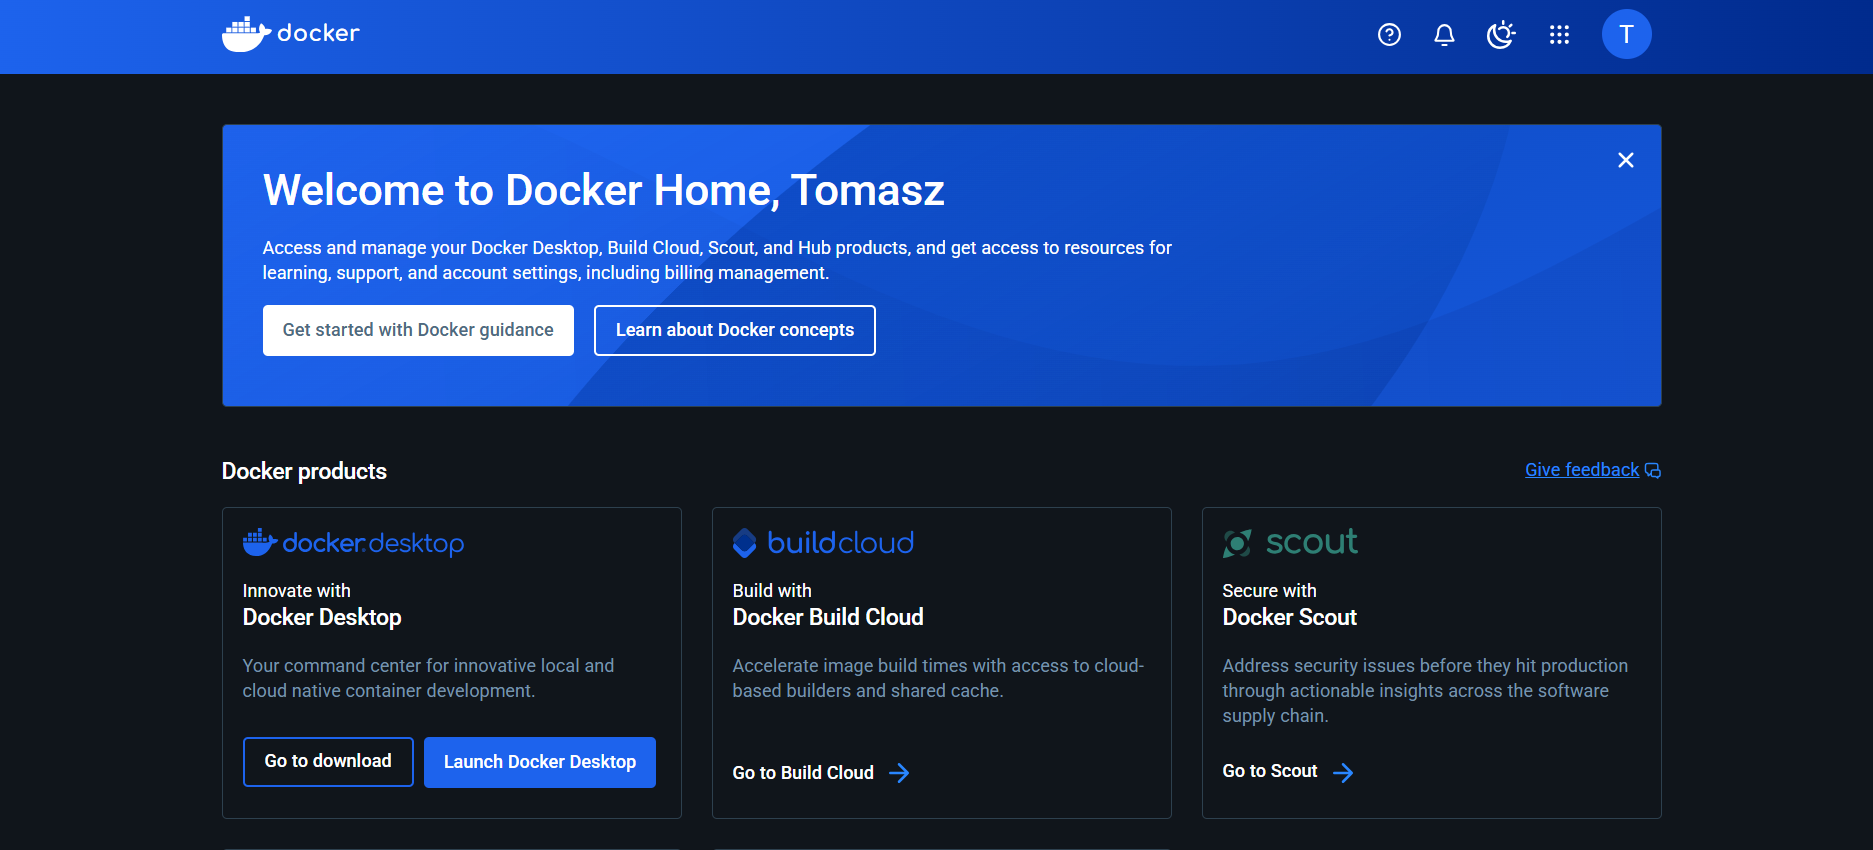 docker
T
Welcome to Docker Home, Tomasz
Access and manage your Docker Desktop, Build Cloud, Scout, and Hub products, and get access to resources for
learning, support, and account settings, including billing management.
Get started with Docker guidance
Learn about Docker concepts
Docker products
Give feedback
docker.desktop
Innovate with
Docker Desktop
Your command center for innovative local and
cloud native container development.
Go to download
Launch Docker Desktop
buildcloud
Build with
Docker Build Cloud
Accelerate image build times with access to cloud-
based builders and shared cache.
Go to Build Cloud
scout
Secure with
Docker Scout
Address security issues before they hit production
through actionable insights across the software
supply chain.
Go to Scout